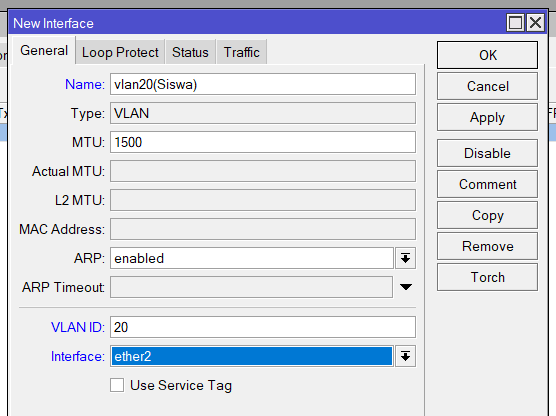 New Interface
General Loop Protect Status Traffic
Name: vlan20(Siswa)
Type: VLAN
MTU: 1500
Actual MTU:
L2 MTU:
MAC Address:
ARP: enabled
ARP Timeout:
VLAN ID: 20
Interface: ether2
Use Service Tag
OK
Cancel
Apply
Disable
Comment
Copy
Remove
Torch